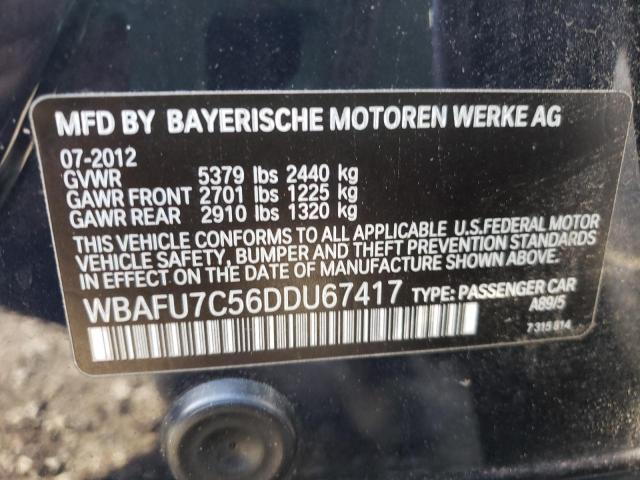 MFD BY BAYERISCHE MOTOREN WERKE AG
07-2012
GVWR 5379 lbs 2440 kg
GAWR FRONT 2701 lbs 1225 kg
GAWR REAR 2910 lbs 1320 kg
THIS VEHICLE CONFORMS TO ALL APPLICABLE U.S.FEDERAL MOTOR
VEHICLE SAFETY, BUMPER AND THEFT PREVENTION STANDARDS
IN EFFECT ON THE DATE OF MANUFACTURE SHOWN ABOVE.
WBAFU7C56DDU67417 TYPE: PASSENGER CAR
A89/5
7 315 814